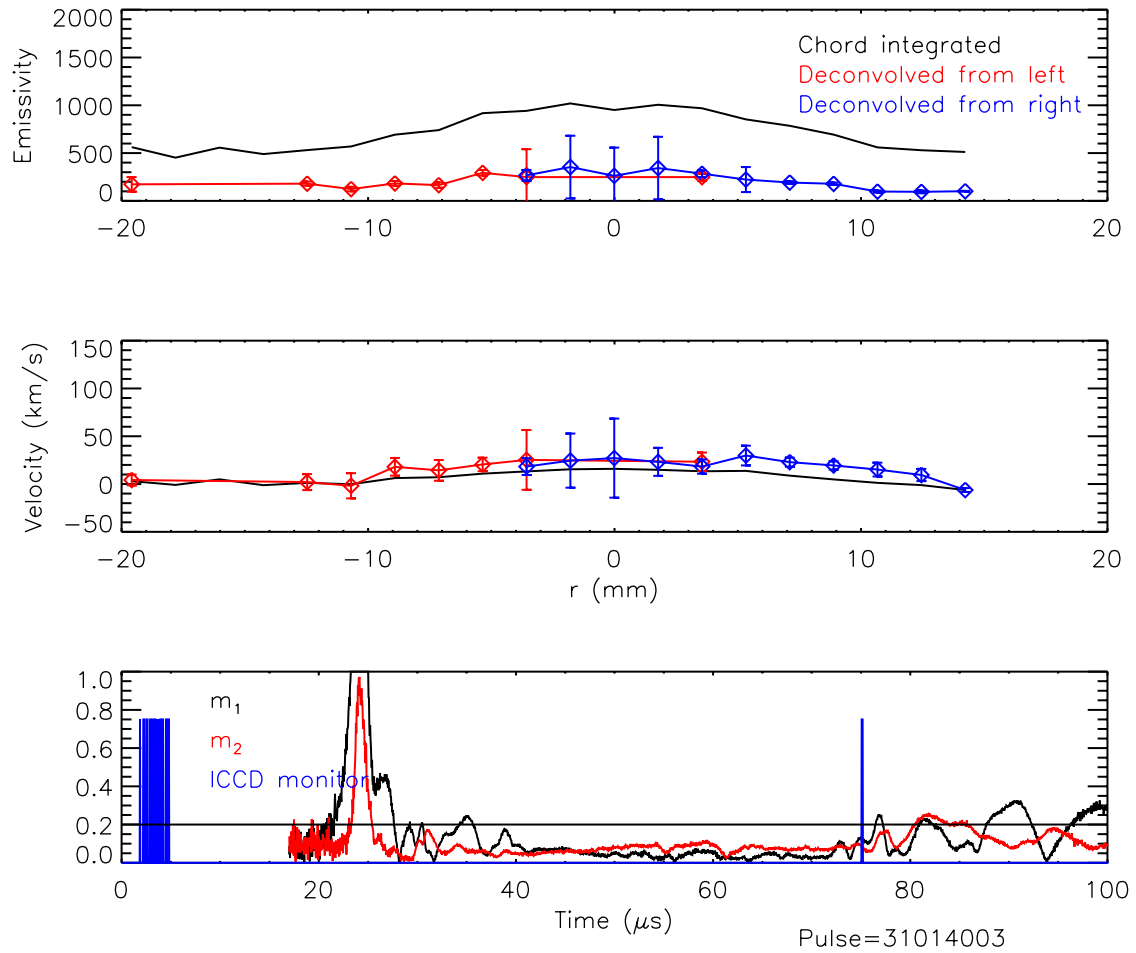 2000
1500
1000
500
0
Emissivity
Chord integrated
Deconvolved from left
Deconvolved from right
-20 -10 0 10 20
150
100
50
0
-50
Velocity (km/s)
-20 -10 0 10 20
r (mm)
1.0
0.8
0.6
0.4
0.2
0.0
m1
m2
ICCD monitor
0 20 40 60 80 100
Time (μs)
Pulse=31014003